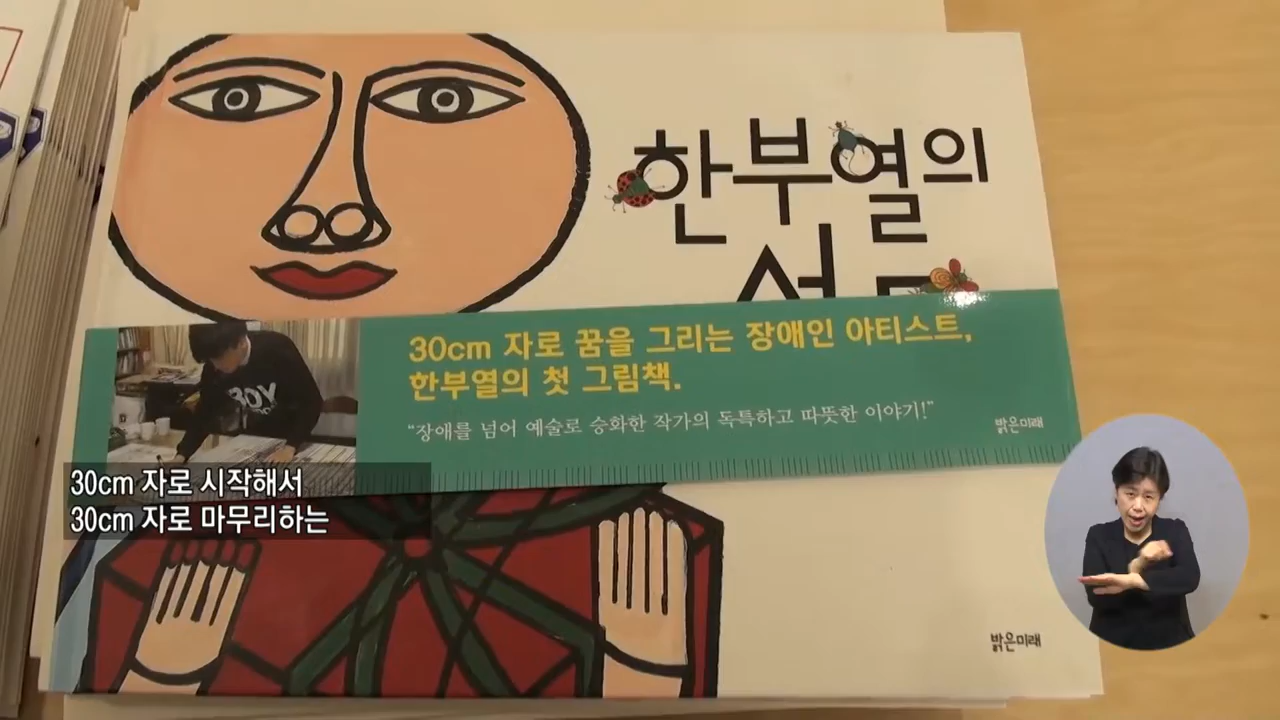 한부열의
30cm 자로 꿈을 그리는 장애인 아티스트,
한부열의 첫 그림책.
“장애를 넘어 예술로 승화한 작가의 독특하고 따뜻한 이야기!”
밝은미래
BOY
30cm 자로 시작해서
30cm 자로 마무리하는
밝은미래